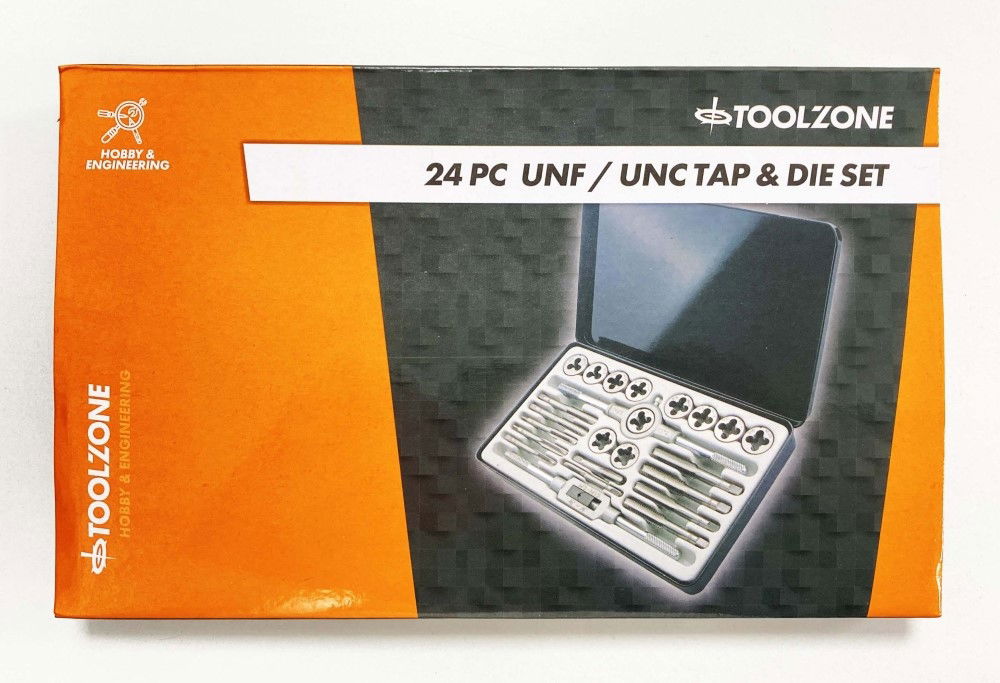 HOBBY &
ENGINEERING
TOOLZONE
24 PC UNF / UNC TAP & DIE SET
TOOLZONE
HOBBY & ENGINEERING